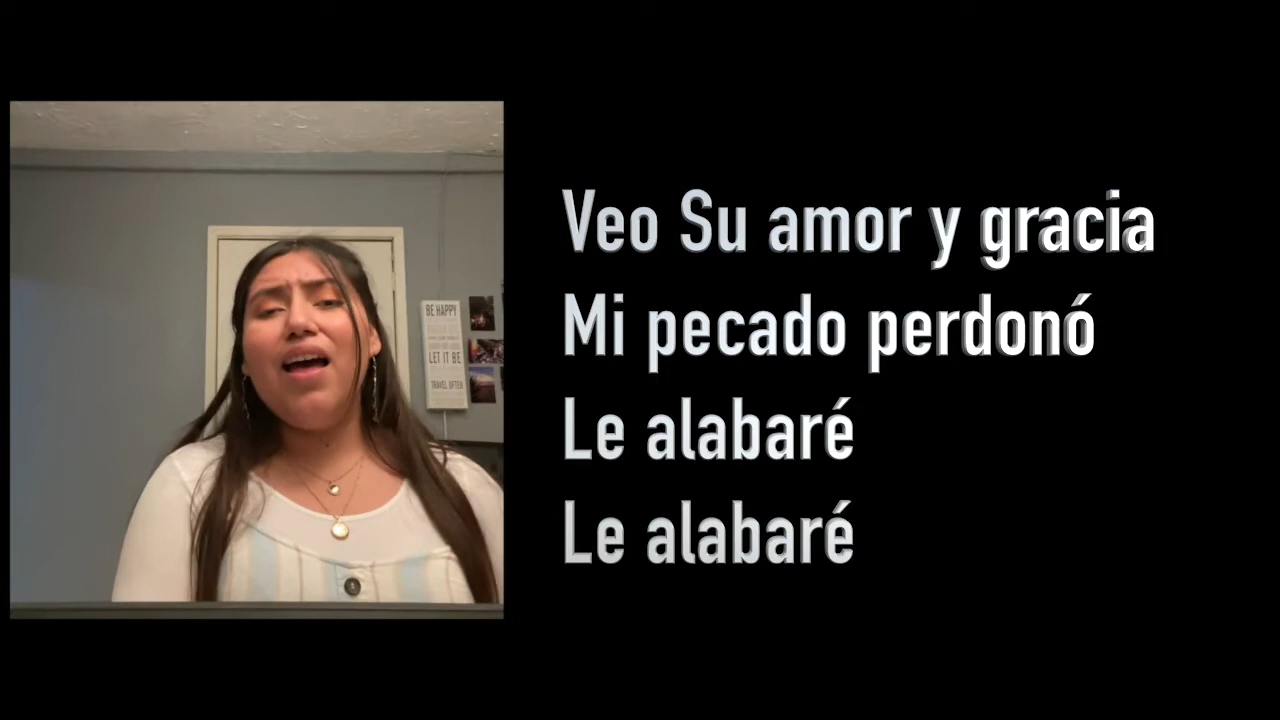 Veo Su amor y gracia
Mi pecado perdonó
Le alabaré
Le alabaré
BE HAPPY
LET IT BE
TRAVEL OFTEN